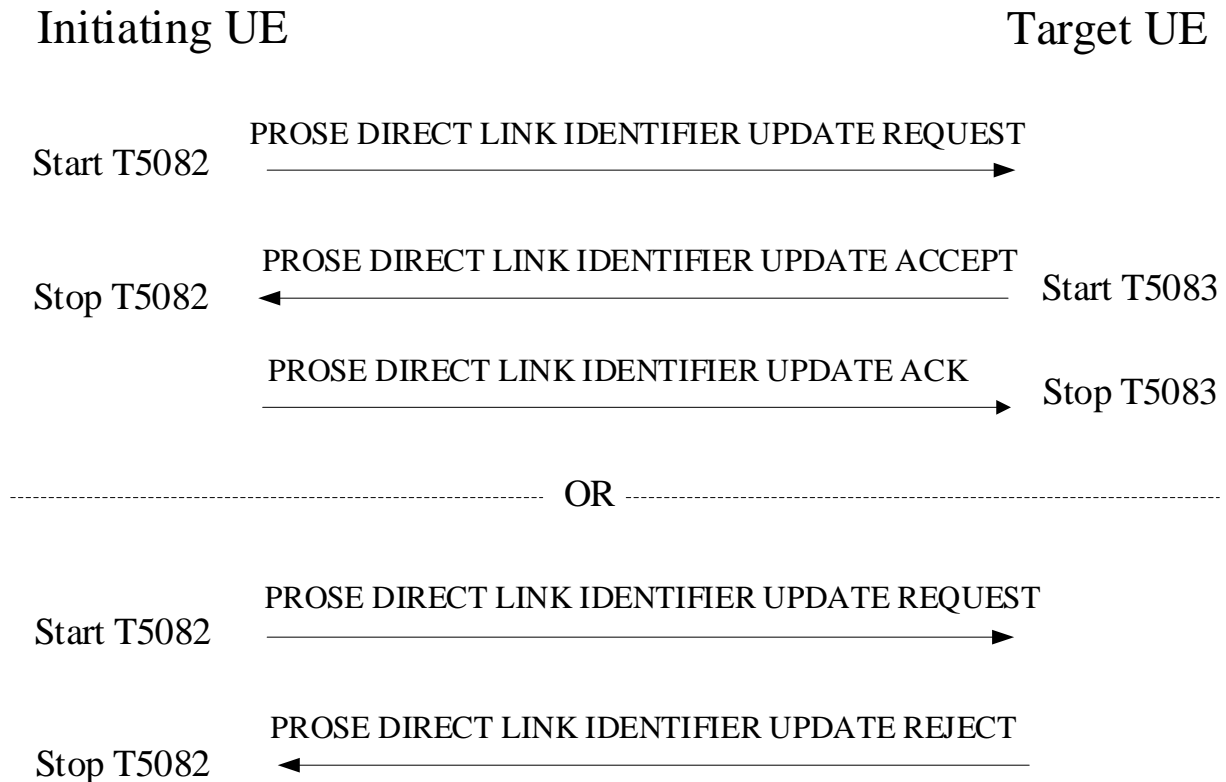 Initiating UE
Target UE
PROSE DIRECT LINK IDENTIFIER UPDATE REQUEST
Start T5082
PROSE DIRECT LINK IDENTIFIER UPDATE ACCEPT
Stop T5082
Start T5083
PROSE DIRECT LINK IDENTIFIER UPDATE ACK
Stop T5083
OR
PROSE DIRECT LINK IDENTIFIER UPDATE REQUEST
Start T5082
PROSE DIRECT LINK IDENTIFIER UPDATE REJECT
Stop T5082